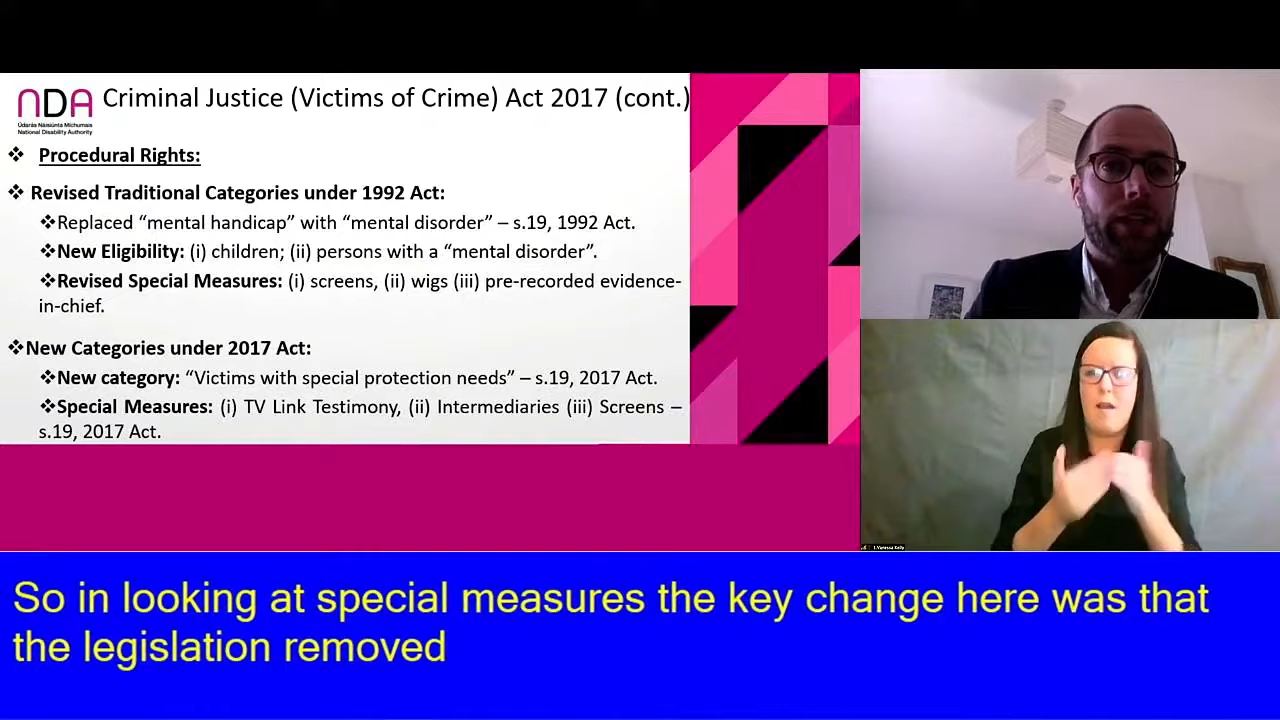 NDA
Údarás Náisiúnta Míchumais
National Disability Authority
Criminal Justice (Victims of Crime) Act 2017 (cont.)
❖ Procedural Rights:
❖ Revised Traditional Categories under 1992 Act:
❖Replaced “mental handicap” with “mental disorder” – s.19, 1992 Act.
❖New Eligibility: (i) children; (ii) persons with a “mental disorder”.
❖Revised Special Measures: (i) screens, (ii) wigs (iii) pre-recorded evidence-
in-chief.
❖New Categories under 2017 Act:
❖New category: “Victims with special protection needs” – s.19, 2017 Act.
❖Special Measures: (i) TV Link Testimony, (ii) Intermediaries (iii) Screens –
s.19, 2017 Act.
Vanessa Kelly
So in looking at special measures the key change here was that
the legislation removed